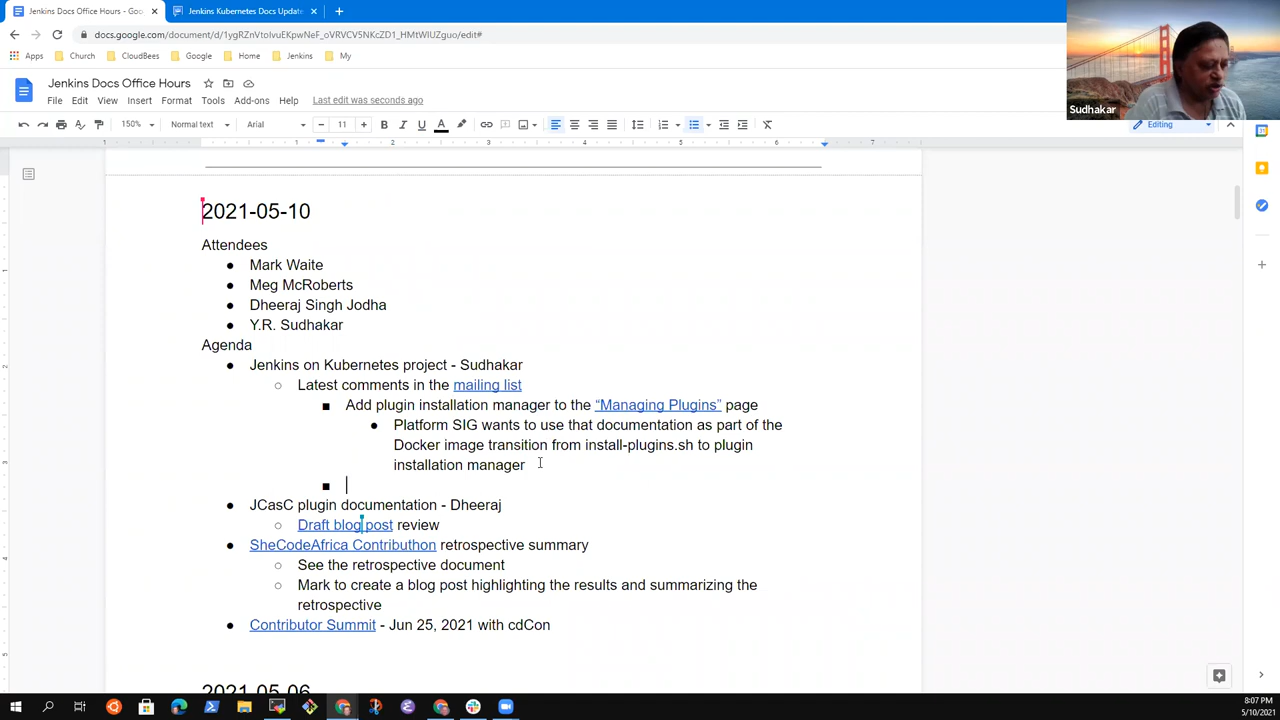 Jenkins Docs Office Hours - Goo
Jenkins Kubernetes Docs Update
docs.google.com/document/d/1ygRZnVtoIvuEKpwNeF_oVRVCV5NKcZD1_HMtWIUZguo/edit#
Apps Church CloudBees Google Home Jenkins My
Jenkins Docs Office Hours
File Edit View Insert Format Tools Add-ons Help Last edit was seconds ago
150% Normal text Arial 11 Editing
Sudhakar
2021-05-10
Attendees
Mark Waite
Meg McRoberts
Dheeraj Singh Jodha
Y.R. Sudhakar
Agenda
Jenkins on Kubernetes project - Sudhakar
Latest comments in the mailing list
Add plugin installation manager to the “Managing Plugins” page
Platform SIG wants to use that documentation as part of the
Docker image transition from install-plugins.sh to plugin
installation manager
JCasC plugin documentation - Dheeraj
Draft blog post review
SheCodeAfrica Contributhon retrospective summary
See the retrospective document
Mark to create a blog post highlighting the results and summarizing the
retrospective
Contributor Summit - Jun 25, 2021 with cdCon
2021-05-06
8:07 PM
5/10/2021